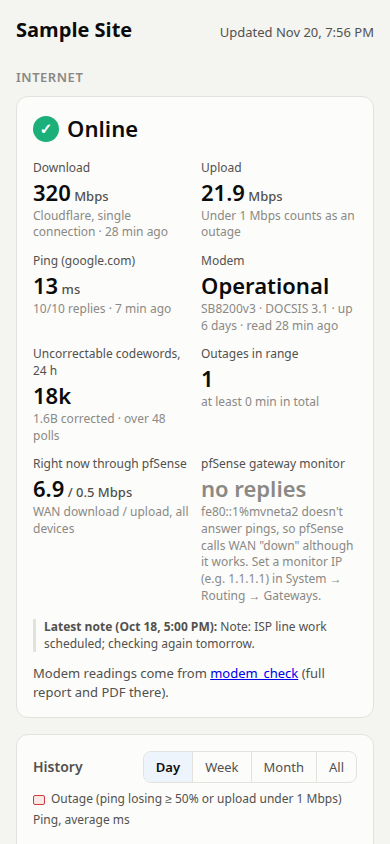 Sample Site
Updated Nov 20, 7:56 PM
INTERNET
✓ Online
Download
320 Mbps
Cloudflare, single
connection · 28 min ago
Upload
21.9 Mbps
Under 1 Mbps counts as an
outage
Ping (google.com)
13 ms
10/10 replies · 7 min ago
Modem
Operational
SB8200v3 · DOCSIS 3.1 · up
6 days · read 28 min ago
Uncorrectable codewords,
24 h
18k
1.6B corrected · over 48
polls
Outages in range
1
at least 0 min in total
Right now through pfSense
6.9 / 0.5 Mbps
WAN download / upload, all
devices
pfSense gateway monitor
no replies
fe80::1%mvneta2 doesn't
answer pings, so pfSense
calls WAN "down" although
it works. Set a monitor IP
(e.g. 1.1.1.1) in System →
Routing → Gateways.
Latest note (Oct 18, 5:00 PM): Note: ISP line work
scheduled; checking again tomorrow.
Modem readings come from modem_check (full
report and PDF there).
History
Day Week Month All
Outage (ping losing ≥ 50% or upload under 1 Mbps)
Ping, average ms